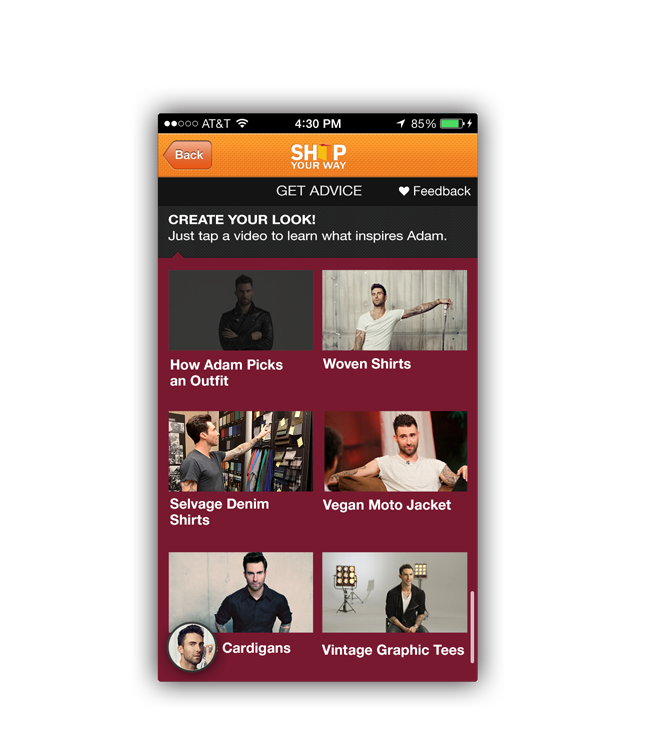 AT&T 4:30 PM 85%
Back
SHOP
YOUR WAY
GET ADVICE Feedback
CREATE YOUR LOOK!
Just tap a video to learn what inspires Adam.
How Adam Picks
an Outfit
Woven Shirts
Selvage Denim
Shirts
Vegan Moto Jacket
Cardigans
Vintage Graphic Tees